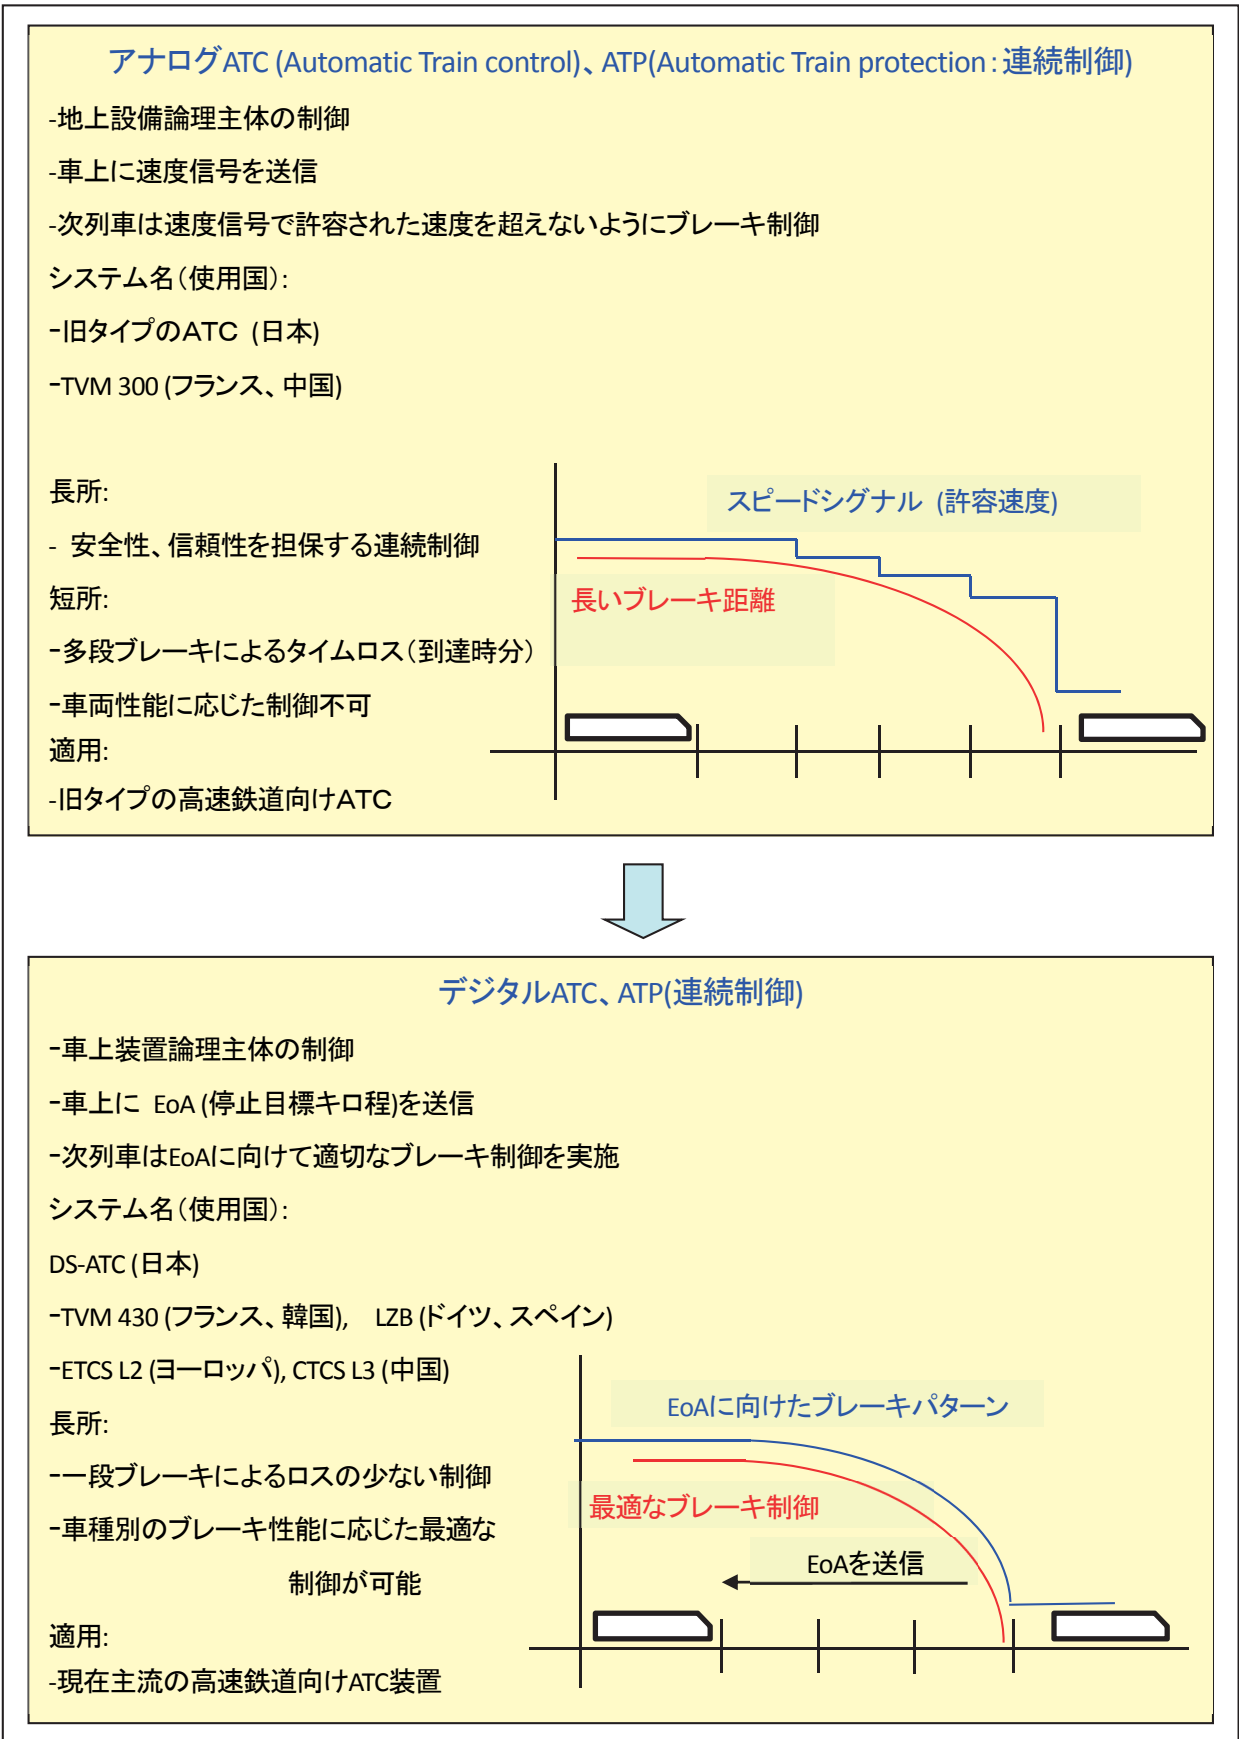 アナログATC (Automatic Train control)、ATP(Automatic Train protection:連続制御)
-地上設備論理主体の制御
-車上に速度信号を送信
-次列車は速度信号で許容された速度を超えないようにブレーキ制御
システム名(使用国):
-旧タイプのATC (日本)
-TVM 300 (フランス、中国)
長所:
- 安全性、信頼性を担保する連続制御
短所:
-多段ブレーキによるタイムロス(到達時分)
-車両性能に応じた制御不可
適用:
-旧タイプの高速鉄道向けATC
スピードシグナル (許容速度)
長いブレーキ距離
デジタルATC、ATP(連続制御)
-車上装置論理主体の制御
-車上に EoA (停止目標キロ程)を送信
-次列車はEoAに向けて適切なブレーキ制御を実施
システム名(使用国):
DS-ATC (日本)
-TVM 430 (フランス、韓国), LZB (ドイツ、スペイン)
-ETCS L2 (ヨーロッパ), CTCS L3 (中国)
長所:
-一段ブレーキによるロスの少ない制御
-車種別のブレーキ性能に応じた最適な
制御が可能
適用:
-現在主流の高速鉄道向けATC装置
EoAに向けたブレーキパターン
最適なブレーキ制御
EoAを送信